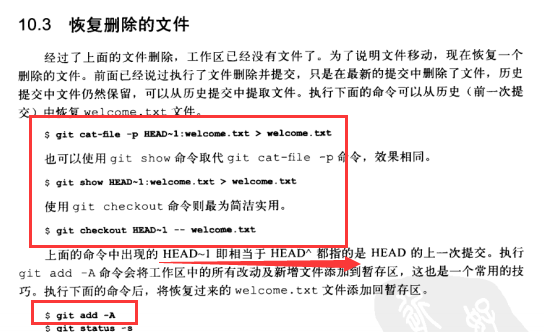 10.3 恢复删除的文件
经过了上面的文件删除，工作区已经没有文件了。为了说明文件移动，现在恢复一个
删除的文件。前面已经说过执行了文件删除并提交，只是在最新的提交中删除了文件，历史
提交中文件仍然保留，可以从历史提交中提取文件。执行下面的命令可以从历史（前一次提
交）中恢复 welcome.txt 文件。
$ git cat-file -p HEAD~1:welcome.txt > welcome.txt
也可以使用 git show 命令取代 git cat-file -p 命令，效果相同。
$ git show HEAD~1:welcome.txt > welcome.txt
使用 git checkout 命令则最为简洁实用。
$ git checkout HEAD~1 -- welcome.txt
上面的命令中出现的 HEAD~1 即相当于 HEAD^ 都指的是 HEAD 的上一次提交。执行
git add -A 命令会将工作区中的所有改动及新增文件添加到暂存区，这也是一个常用的技
巧。执行下面的命令后，将恢复过来的 welcome.txt 文件添加回暂存区。
$ git add -A
$ git status -s